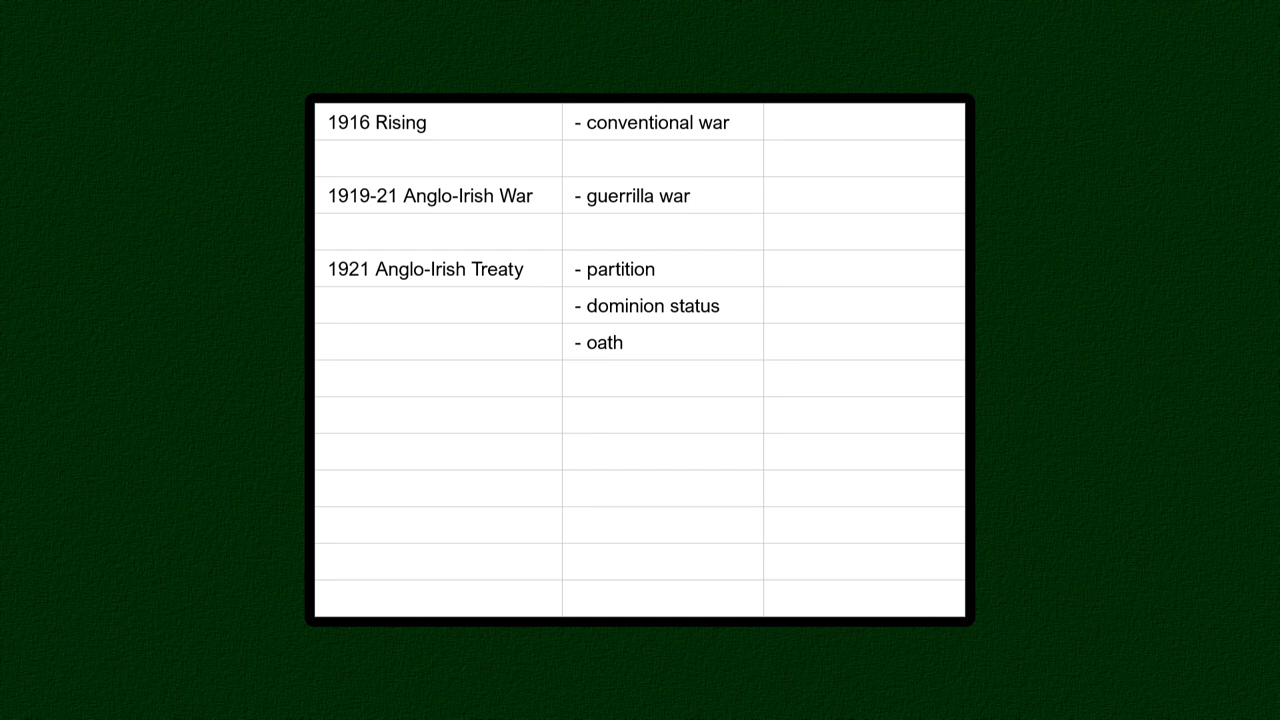 1916 Rising - conventional war
1919-21 Anglo-Irish War - guerrilla war
1921 Anglo-Irish Treaty - partition
- dominion status
- oath